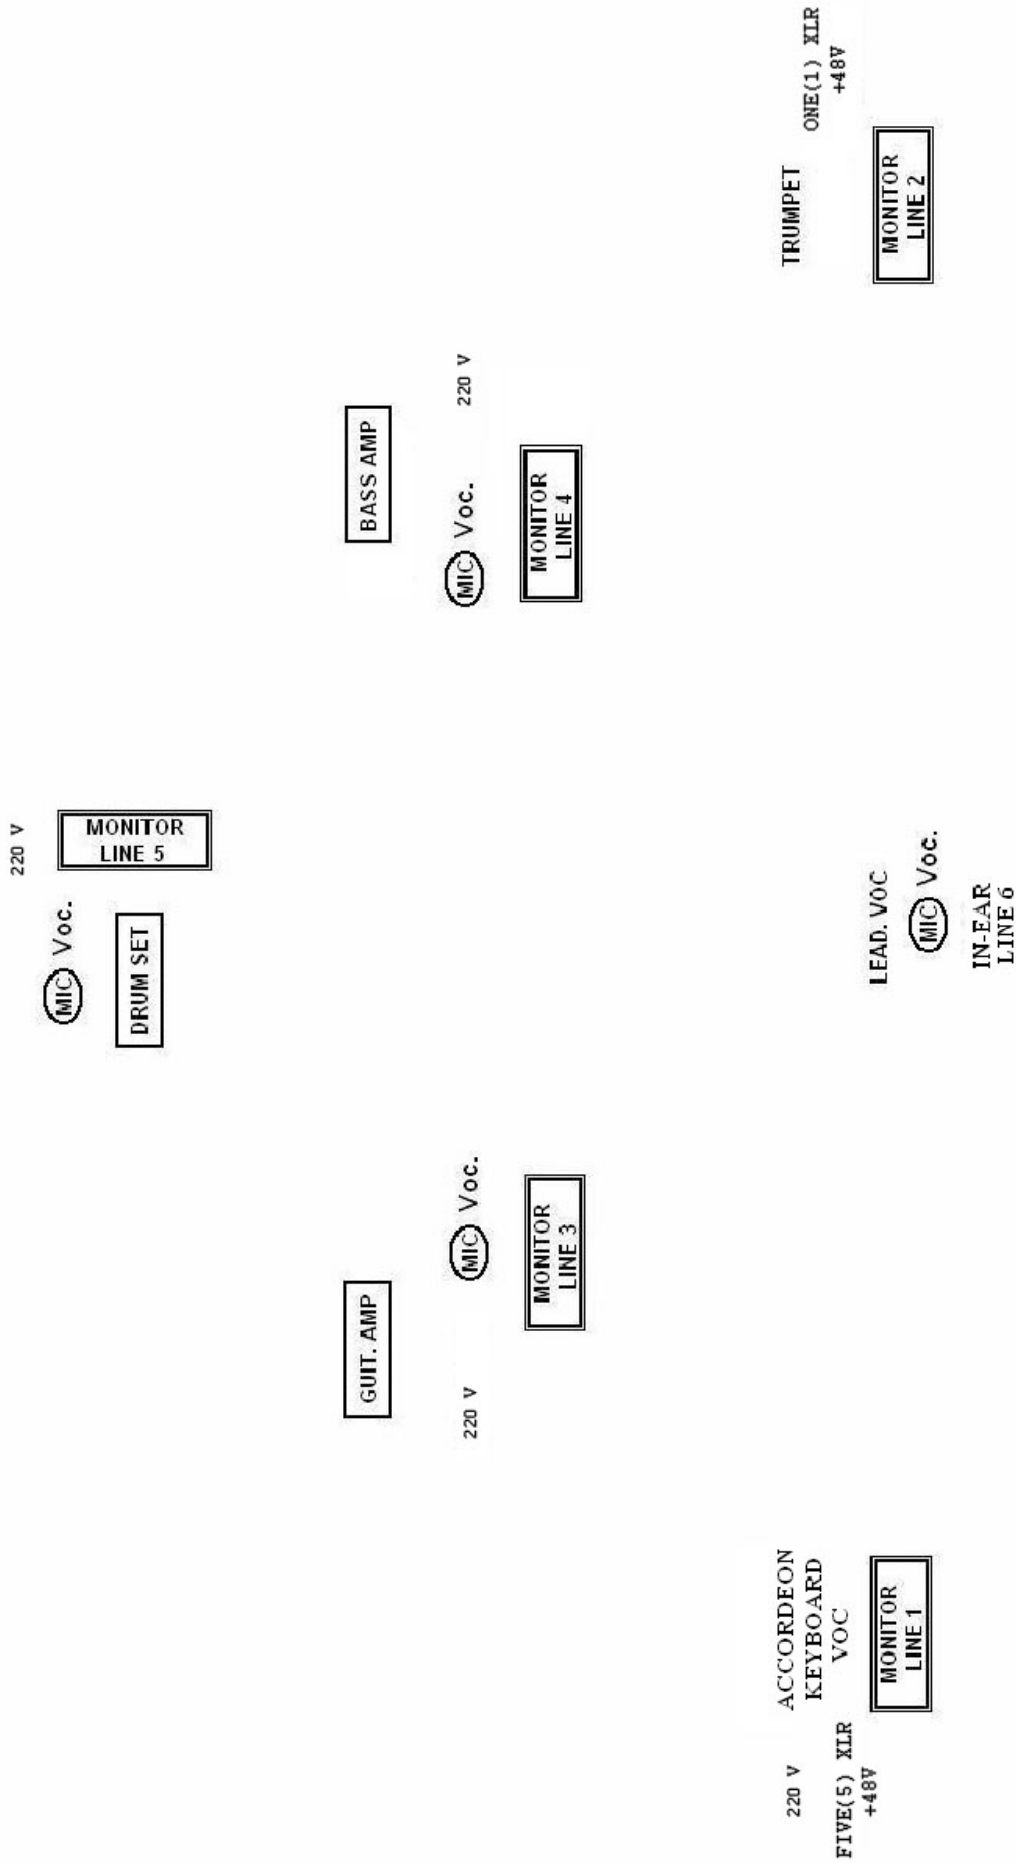 220 V
MIC Voc.
MONITOR
LINE 5
DRUM SET
GUIT. AMP
BASS AMP
220 V
MIC Voc.
MIC Voc.
220 V
MONITOR
LINE 3
MONITOR
LINE 4
220 V
FIVE(5) XLR
+48V
ACCORDEON
KEYBOARD
VOC
MONITOR
LINE 1
LEAD. VOC
MIC Voc.
IN-EAR
LINE 6
TRUMPET
ONE(1) XLR
+48V
MONITOR
LINE 2